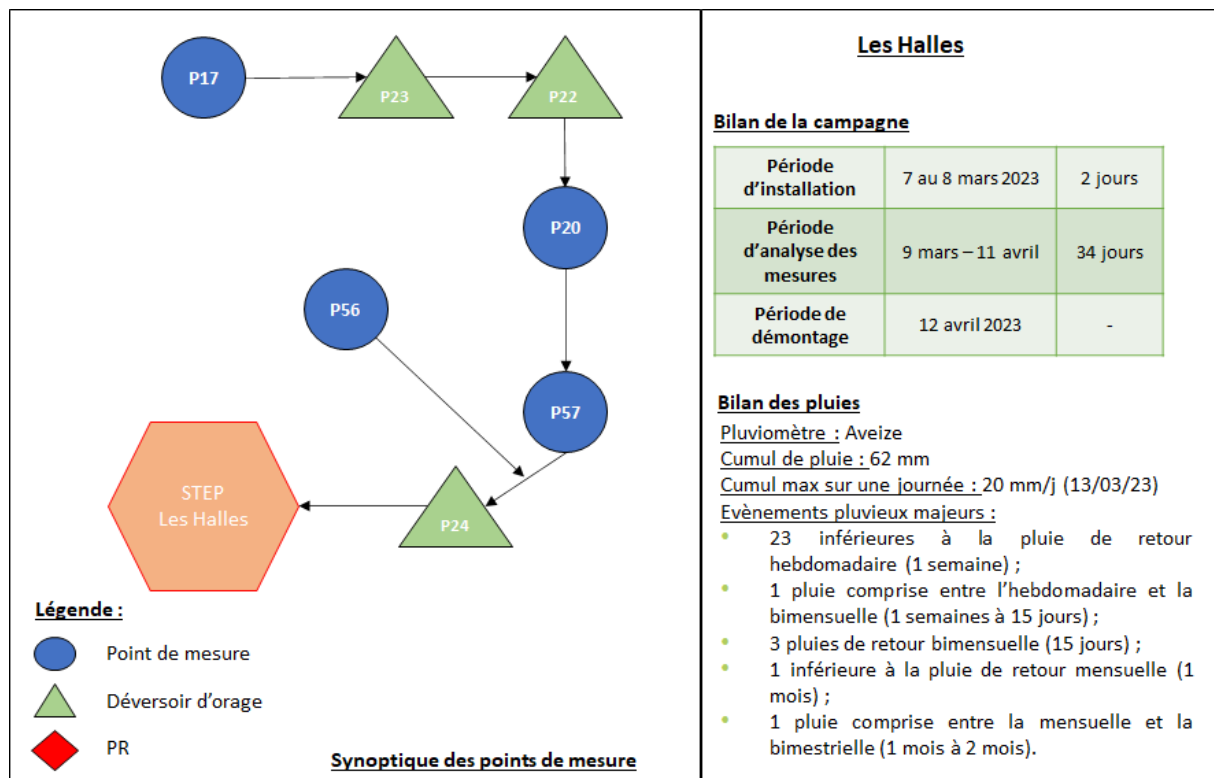 P17
P23
P22
P20
P56
P57
STEP
Les Halles
P24
Légende :
Point de mesure
Déversoir d'orage
PR
Synoptique des points de mesure
Les Halles
Bilan de la campagne
Période
d'installation
7 au 8 mars 2023
2 jours
Période
d'analyse des
mesures
9 mars – 11 avril
34 jours
Période de
démontage
12 avril 2023
-
Bilan des pluies
Pluviomètre : Aveize
Cumul de pluie : 62 mm
Cumul max sur une journée : 20 mm/j (13/03/23)
Evènements pluvieux majeurs :
• 23 inférieures à la pluie de retour
hebdomadaire (1 semaine) ;
• 1 pluie comprise entre l'hebdomadaire et la
bimensuelle (1 semaines à 15 jours) ;
• 3 pluies de retour bimensuelle (15 jours) ;
• 1 inférieure à la pluie de retour mensuelle (1
mois) ;
• 1 pluie comprise entre la mensuelle et la
bimestrielle (1 mois à 2 mois).